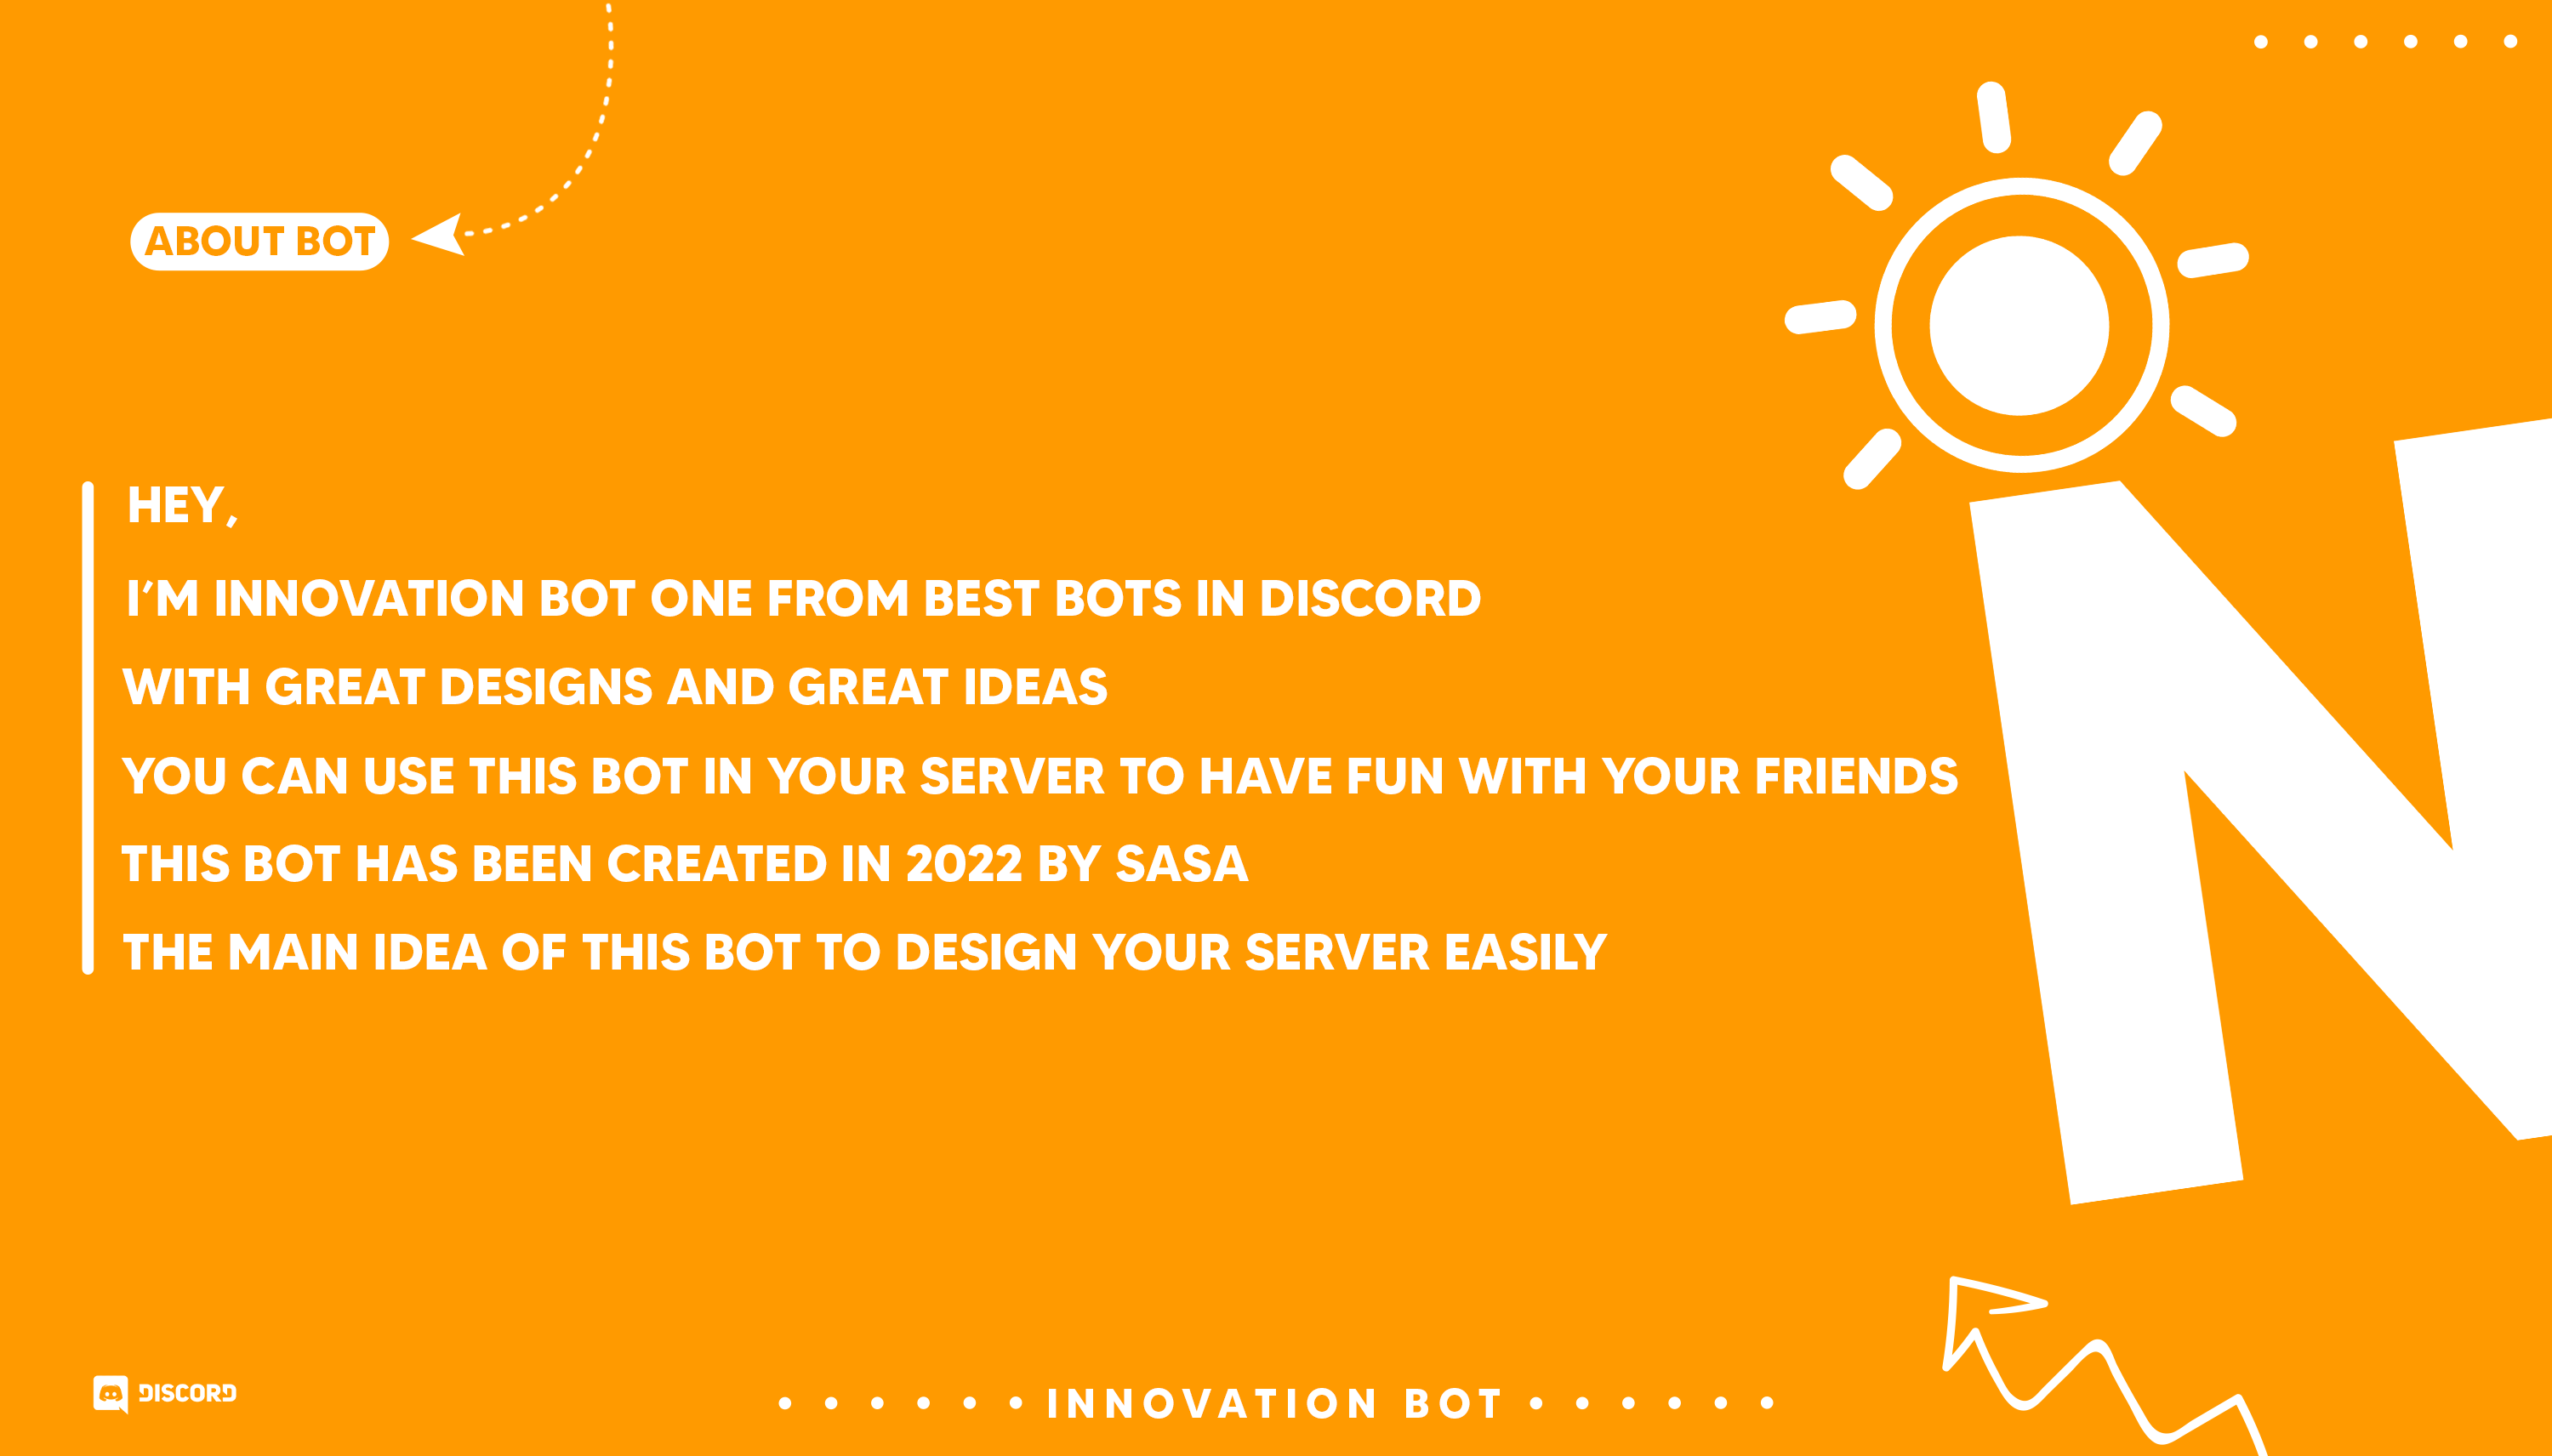 ABOUT BOT
HEY,
I'M INNOVATION BOT ONE FROM BEST BOTS IN DISCORD
WITH GREAT DESIGNS AND GREAT IDEAS
YOU CAN USE THIS BOT IN YOUR SERVER TO HAVE FUN WITH YOUR FRIENDS
THIS BOT HAS BEEN CREATED IN 2022 BY SASA
THE MAIN IDEA OF THIS BOT TO DESIGN YOUR SERVER EASILY
N
DISCORD
INNOVATION BOT